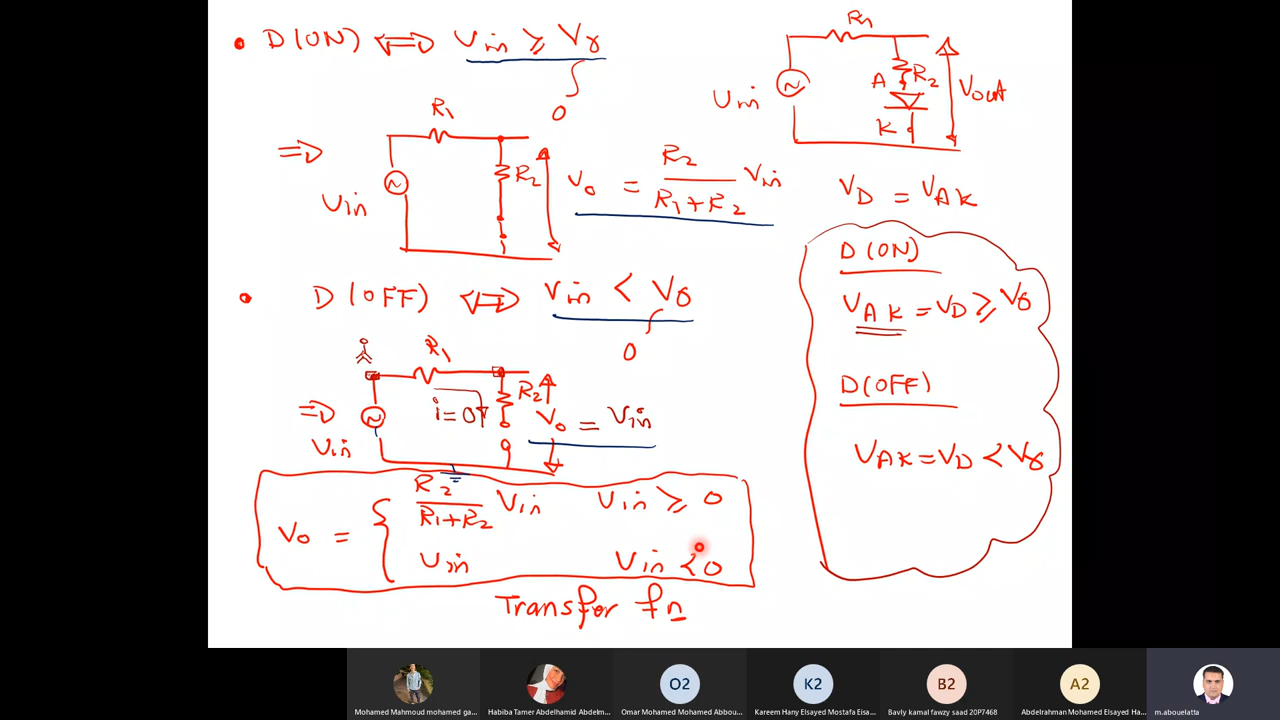 • D(ON) ⇔ Vin ≥ Vγ
0
⇒
R1
Vin
R2
Vo = R2 / (R1+R2) Vin
• D(OFF) ⇔ Vin < Vγ
0
⇒
R1
Vin
i=0
R2
Vo = Vin
Vo = { R2 / (R1+R2) Vin    Vin ≥ 0
Vin    Vin < 0
Transfer fn
R1
Vin
A
R2
K
Vout
VD = VAK
D(ON)
VAK = VD ≥ Vγ
D(OFF)
VAK = VD < Vγ
O2
K2
B2
A2
Mohamed Mahmoud mohamed ga...
Habiba Tamer Abdelhamid Abdelm...
Omar Mohamed Mohamed Abbou...
Kareem Hany Elsayed Mostafa Eisa...
Bavly kamal fawzy saad 20P7468
Abdelrahman Mohamed Elsayed Ha...
m.abouelatta